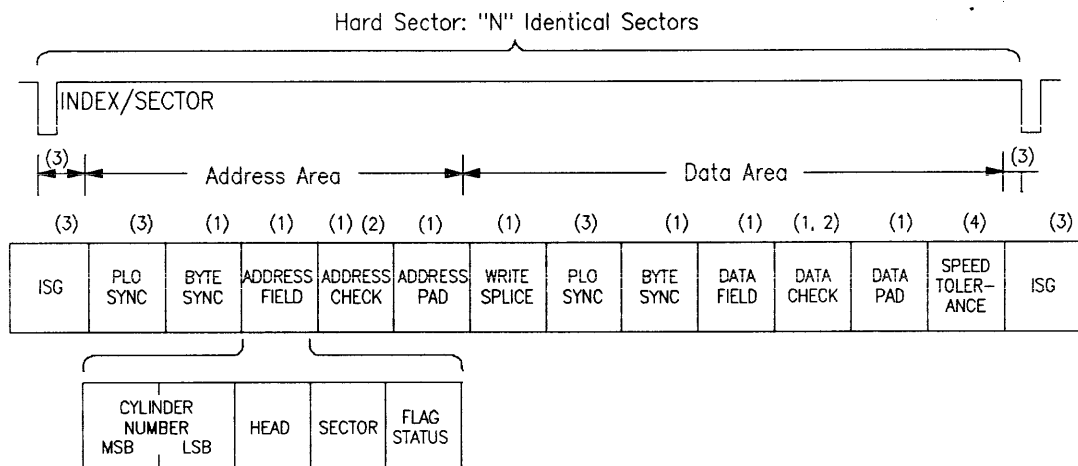 Hard Sector: "N" Identical Sectors
INDEX/SECTOR
(3) Address Area Data Area (3)
(3) (3) (1) (1) (1) (2) (1) (1) (3) (1) (1) (1, 2) (1) (4) (3)
ISG
PLO
SYNC
BYTE
SYNC
ADDRESS
FIELD
ADDRESS
CHECK
ADDRESS
PAD
WRITE
SPLICE
PLO
SYNC
BYTE
SYNC
DATA
FIELD
DATA
CHECK
DATA
PAD
SPEED
TOLER-
ANCE
ISG
CYLINDER
NUMBER
MSB LSB
HEAD
SECTOR
FLAG
STATUS